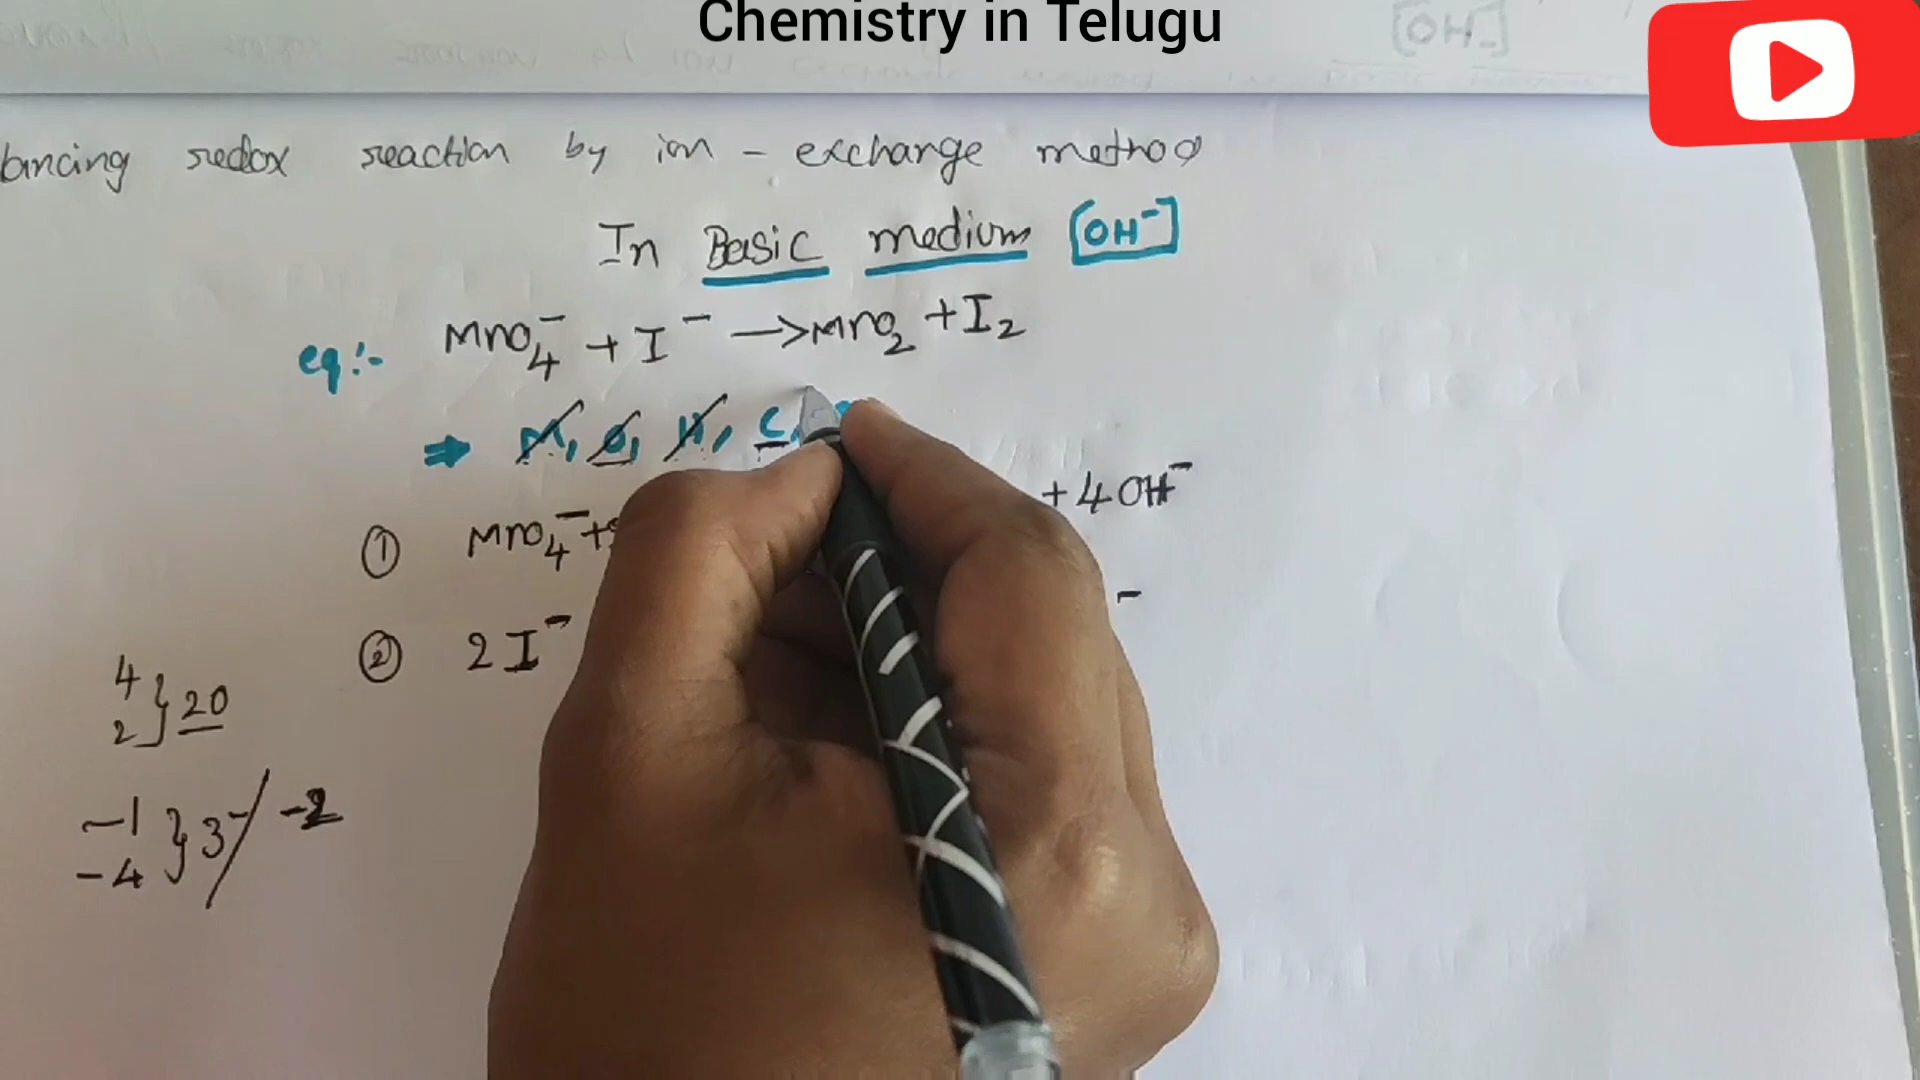 Chemistry in Telugu
[OH-]
ancing redox reaction by ion - exchange method
In Basic medium [OH⁻]
eg:- MnO₄⁻ + I⁻ → MnO₂ + I₂
⇒ M, O, H, C,
① MnO₄⁻ + + 4OH⁻
② 2I⁻ -
4
2 } 20
-1
-4 } 3⁻/ -2